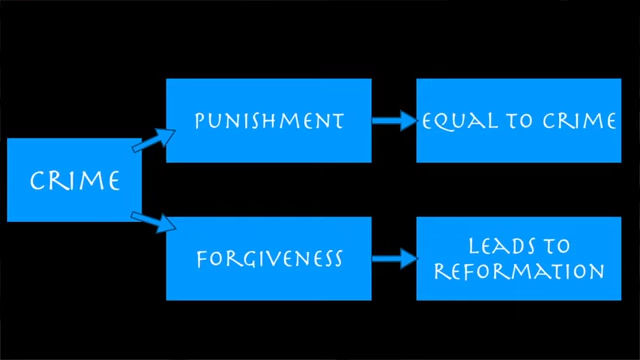 CRIME
PUNISHMENT
EQUAL TO CRIME
FORGIVENESS
LEADS TO
REFORMATION